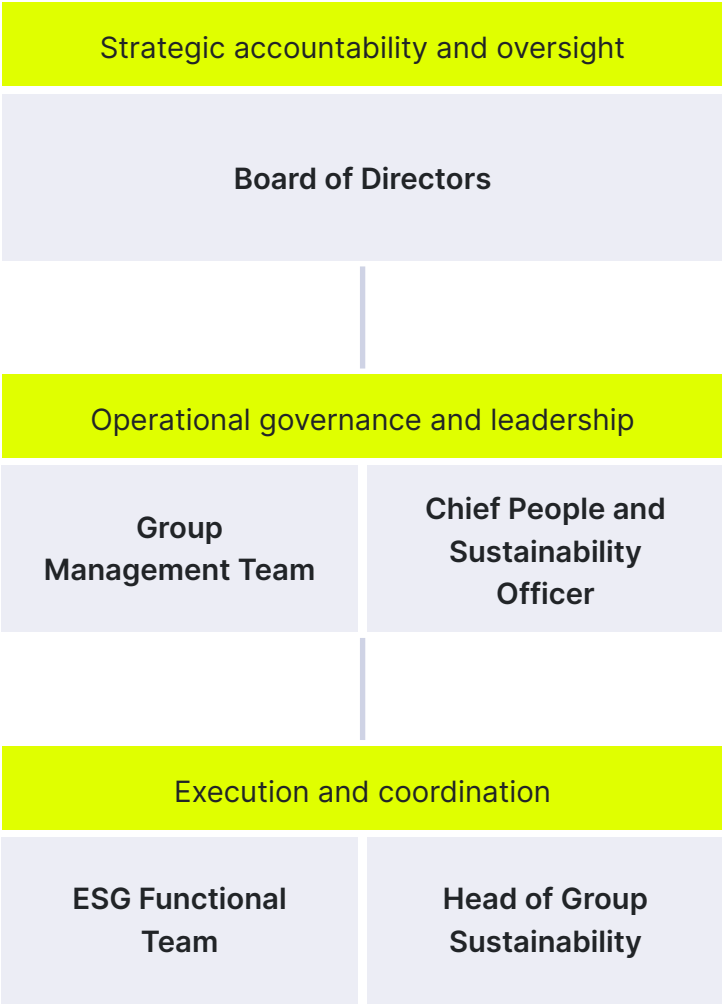 Strategic accountability and oversight
Board of Directors
Operational governance and leadership
Group
Management Team
Chief People and
Sustainability
Officer
Execution and coordination
ESG Functional
Team
Head of Group
Sustainability